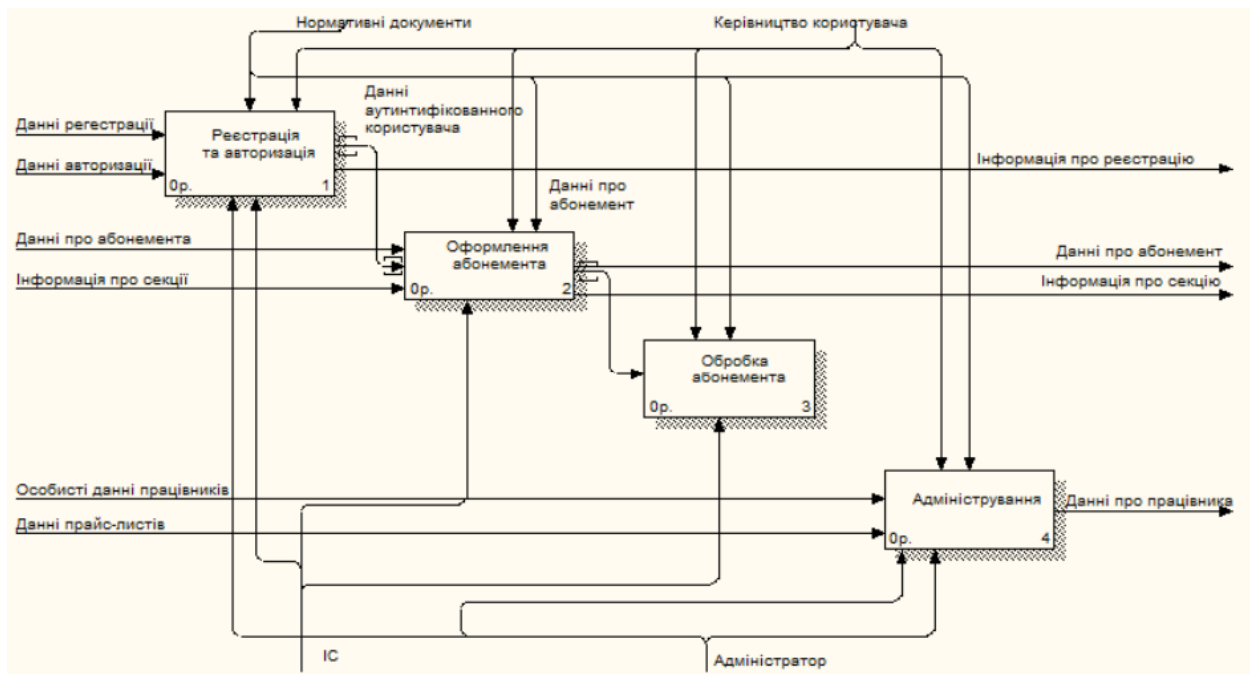 Нормативні документи
Керівництво користувача
Данні
аутинтифікованного
користувача
Данні регестрації
Реєстрація
та авторизація
Данні авторизації
0р.
1
Інформація про реєстрацію
Данні про
абонемент
Данні про абонемента
Оформлення
абонемента
Данні про абонемент
Інформація про секції
0р.
2
Інформація про секцію
Обробка
абонемента
0р.
3
Особисті данні працівників
Адміністрування
Данні про працівника
Данні прайс-листів
0р.
4
ІС
Адміністратор